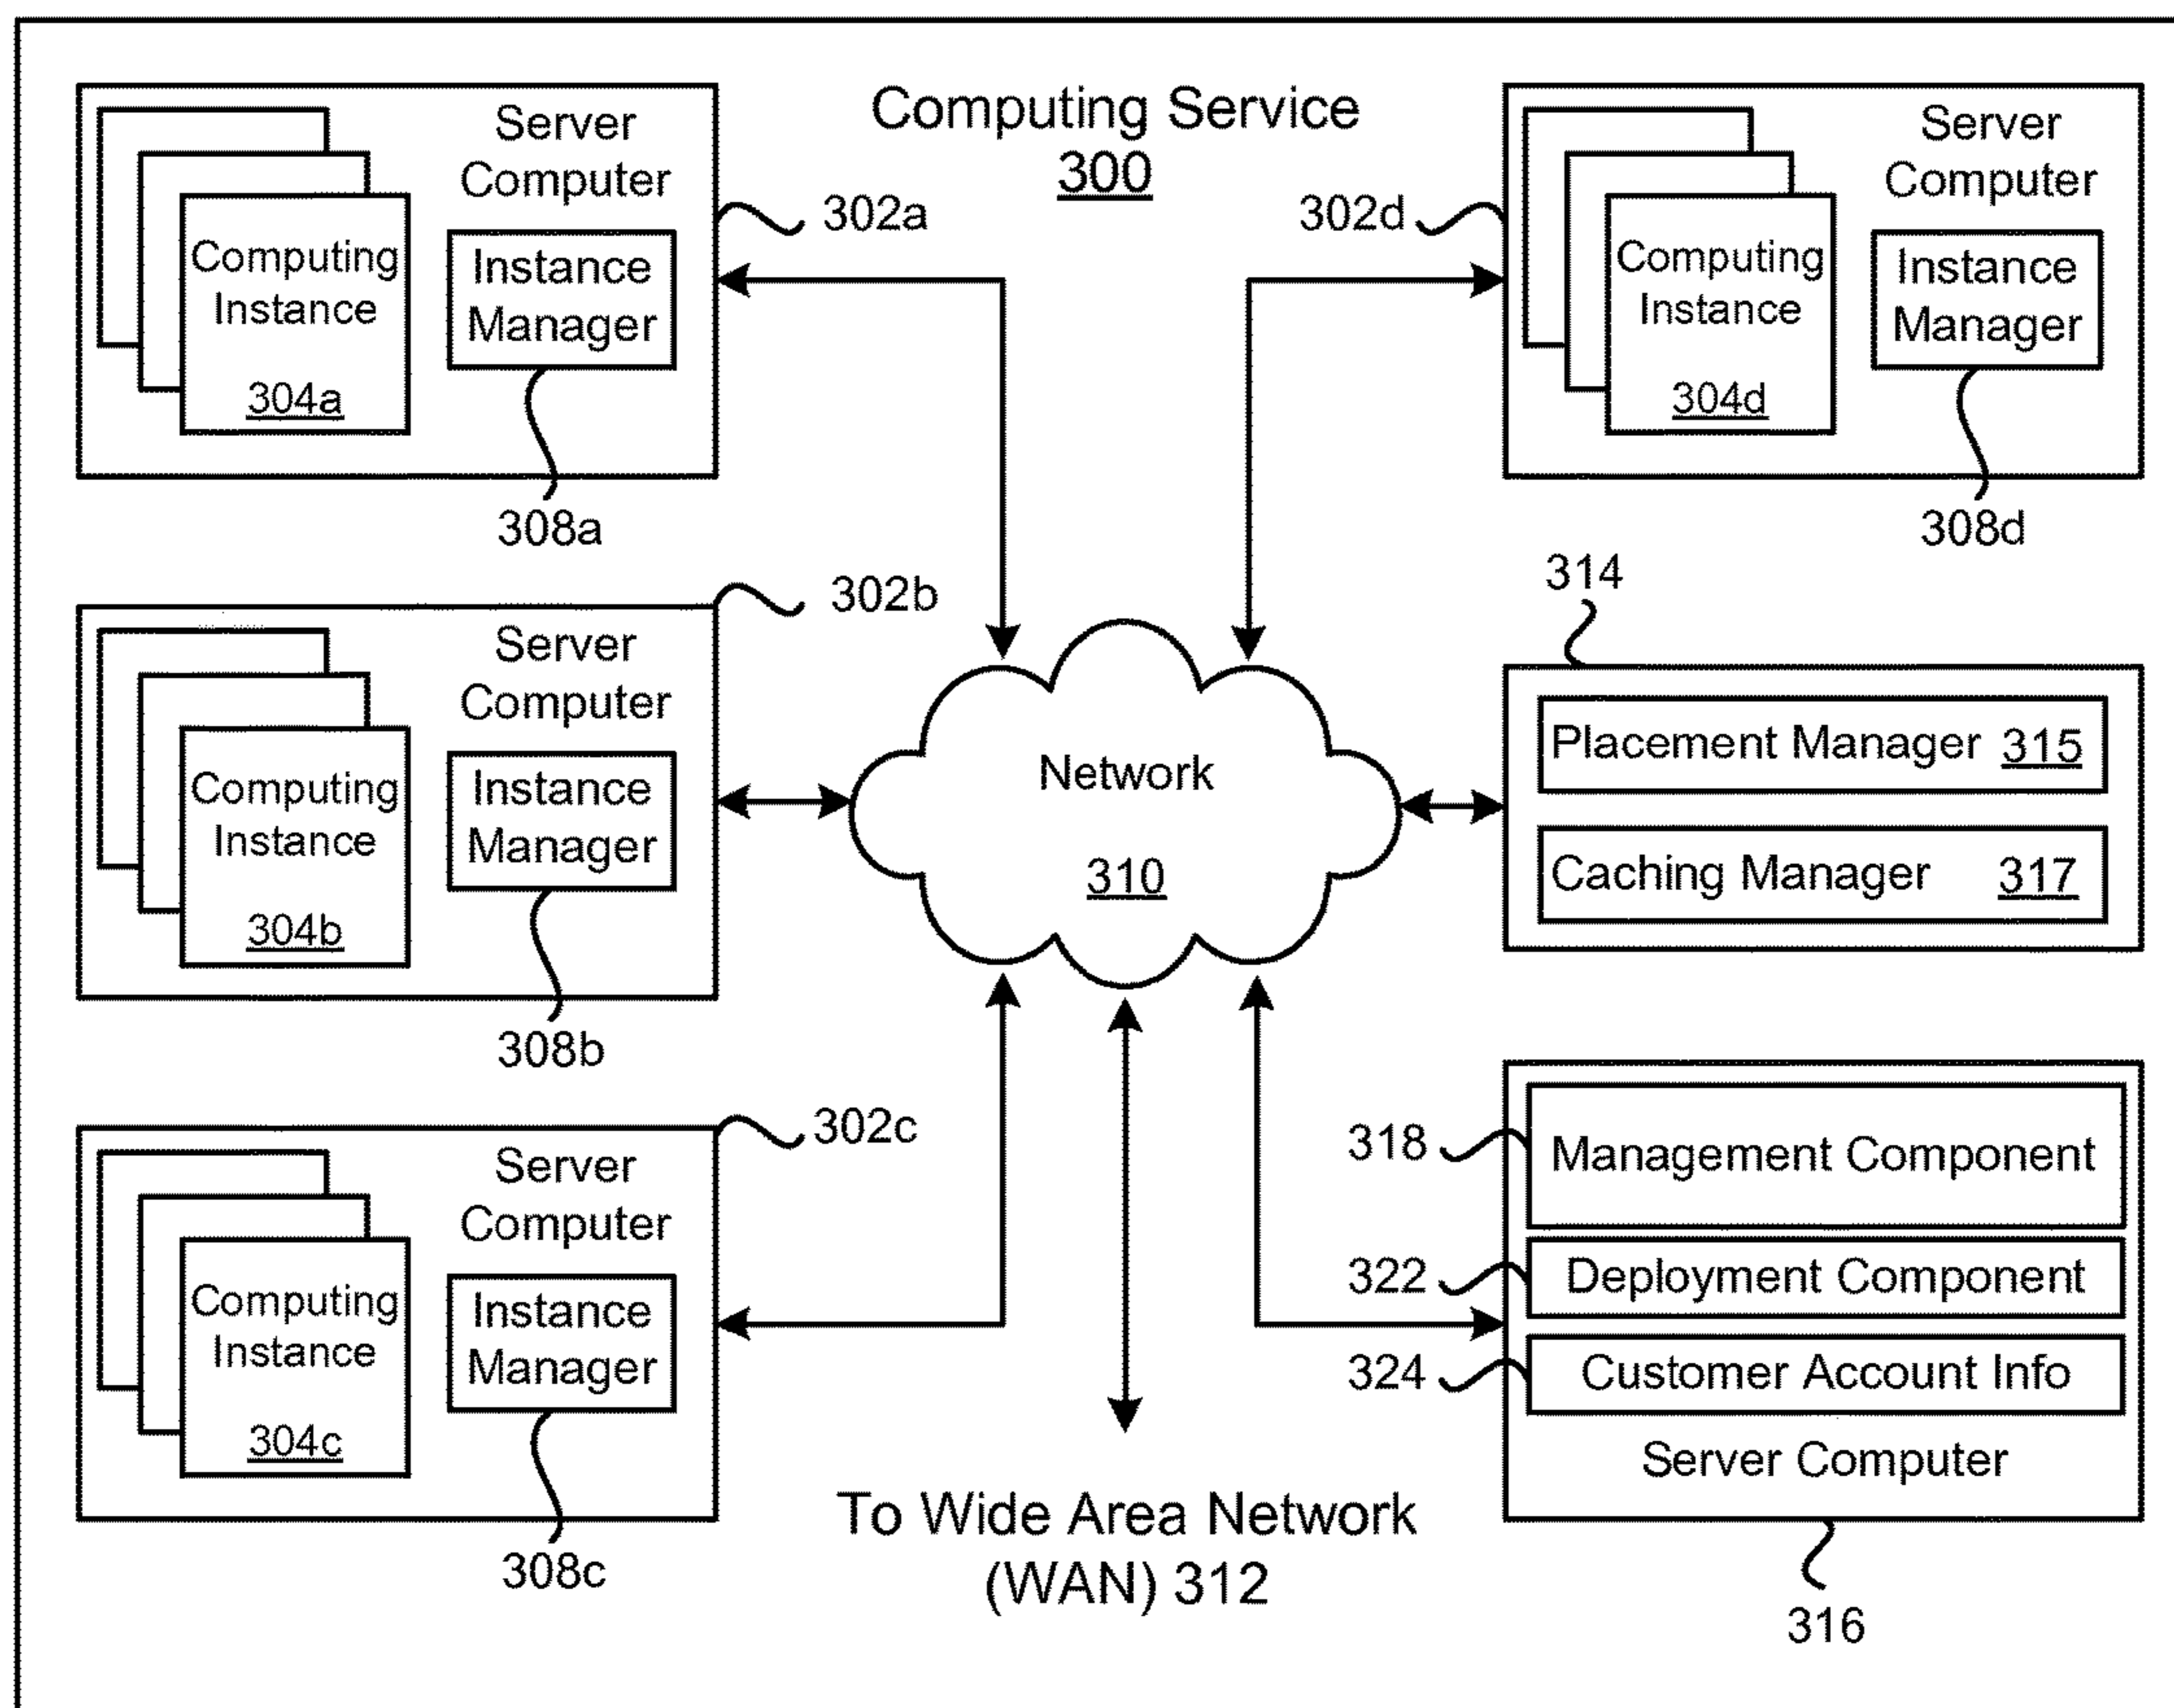 Computing Service
300
Server
Computer
302a
Computing
Instance
304a
Instance
Manager
308a
302d
Server
Computer
Computing
Instance
304d
Instance
Manager
308d
302b
Server
Computer
Computing
Instance
304b
Instance
Manager
308b
Network
310
314
Placement Manager 315
Caching Manager 317
302c
Server
Computer
Computing
Instance
304c
Instance
Manager
308c
To Wide Area Network
(WAN) 312
318
Management Component
322
Deployment Component
324
Customer Account Info
Server Computer
316